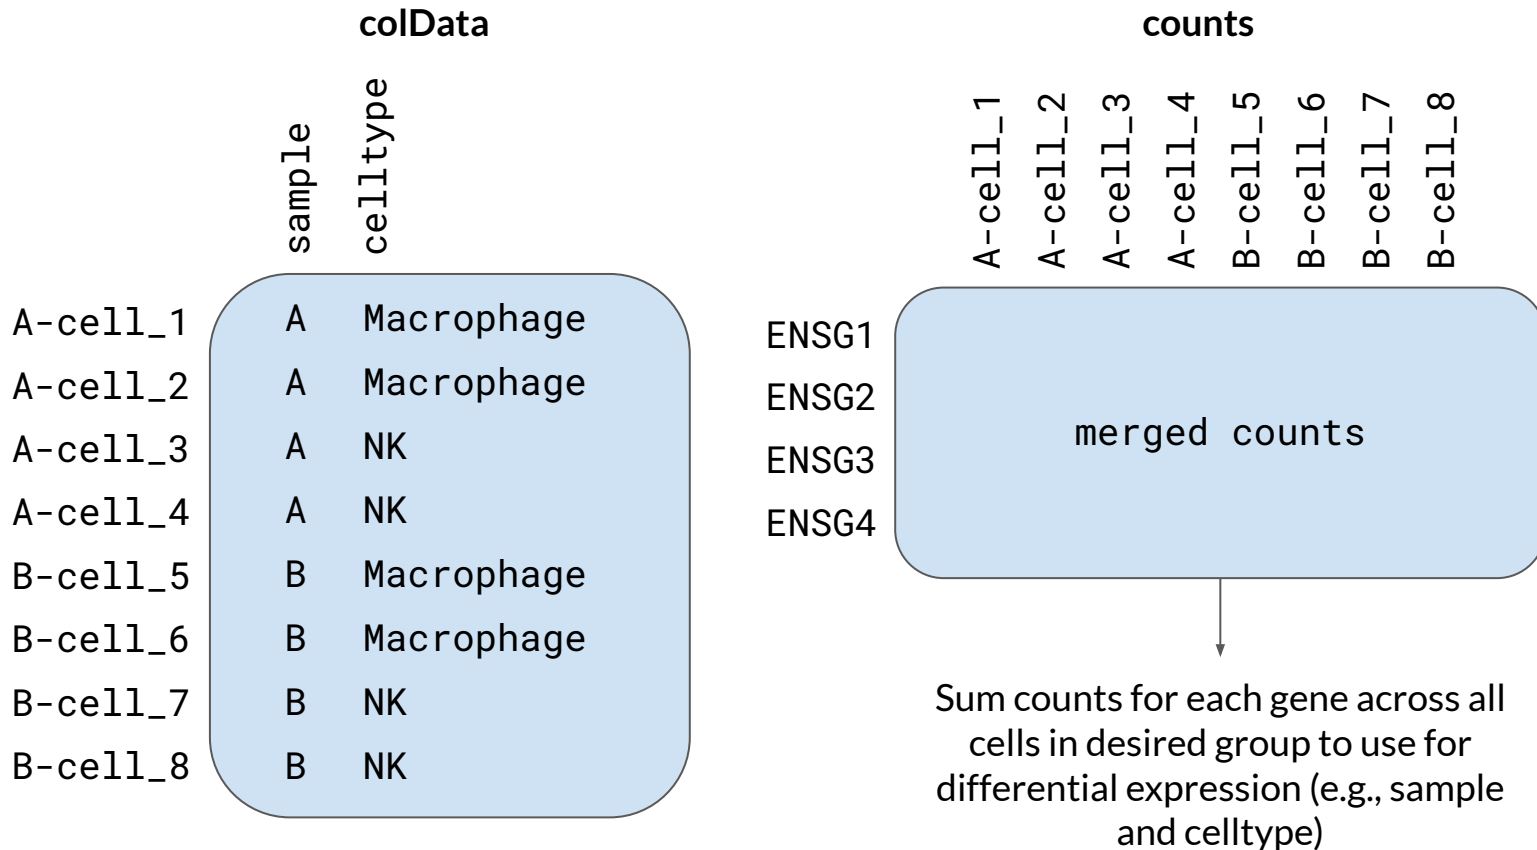 colData
sample
celltype
A-cell_1 A Macrophage
A-cell_2 A Macrophage
A-cell_3 A NK
A-cell_4 A NK
B-cell_5 B Macrophage
B-cell_6 B Macrophage
B-cell_7 B NK
B-cell_8 B NK
counts
A-cell_1
A-cell_2
A-cell_3
A-cell_4
B-cell_5
B-cell_6
B-cell_7
B-cell_8
ENSG1
ENSG2
ENSG3
ENSG4
merged counts
Sum counts for each gene across all
cells in desired group to use for
differential expression (e.g., sample
and celltype)